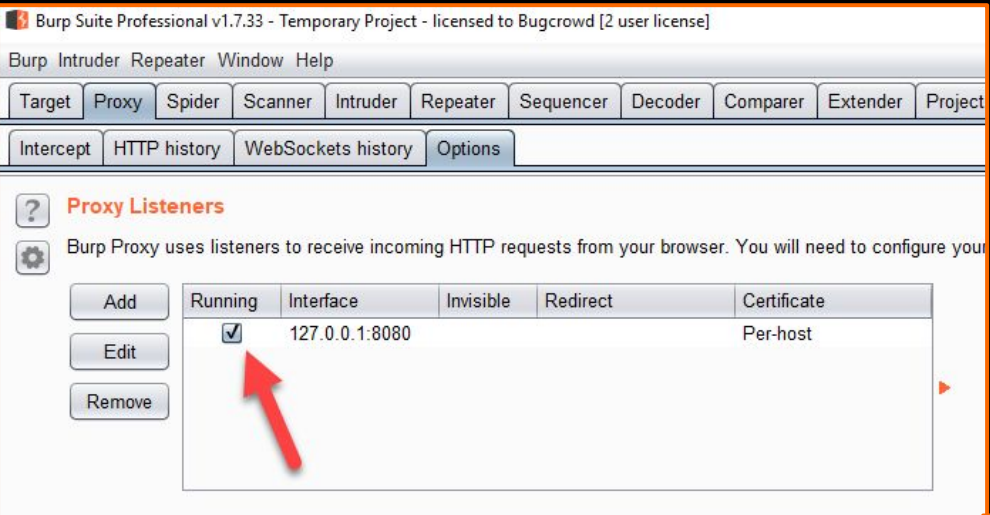 Burp Suite Professional v1.7.33 - Temporary Project - licensed to Bugcrowd [2 user license]
Burp Intruder Repeater Window Help
Target Proxy Spider Scanner Intruder Repeater Sequencer Decoder Comparer Extender Project
Intercept HTTP history WebSockets history Options
? Proxy Listeners
Burp Proxy uses listeners to receive incoming HTTP requests from your browser. You will need to configure your
Add Running Interface Invisible Redirect Certificate
127.0.0.1:8080 Per-host
Edit
Remove